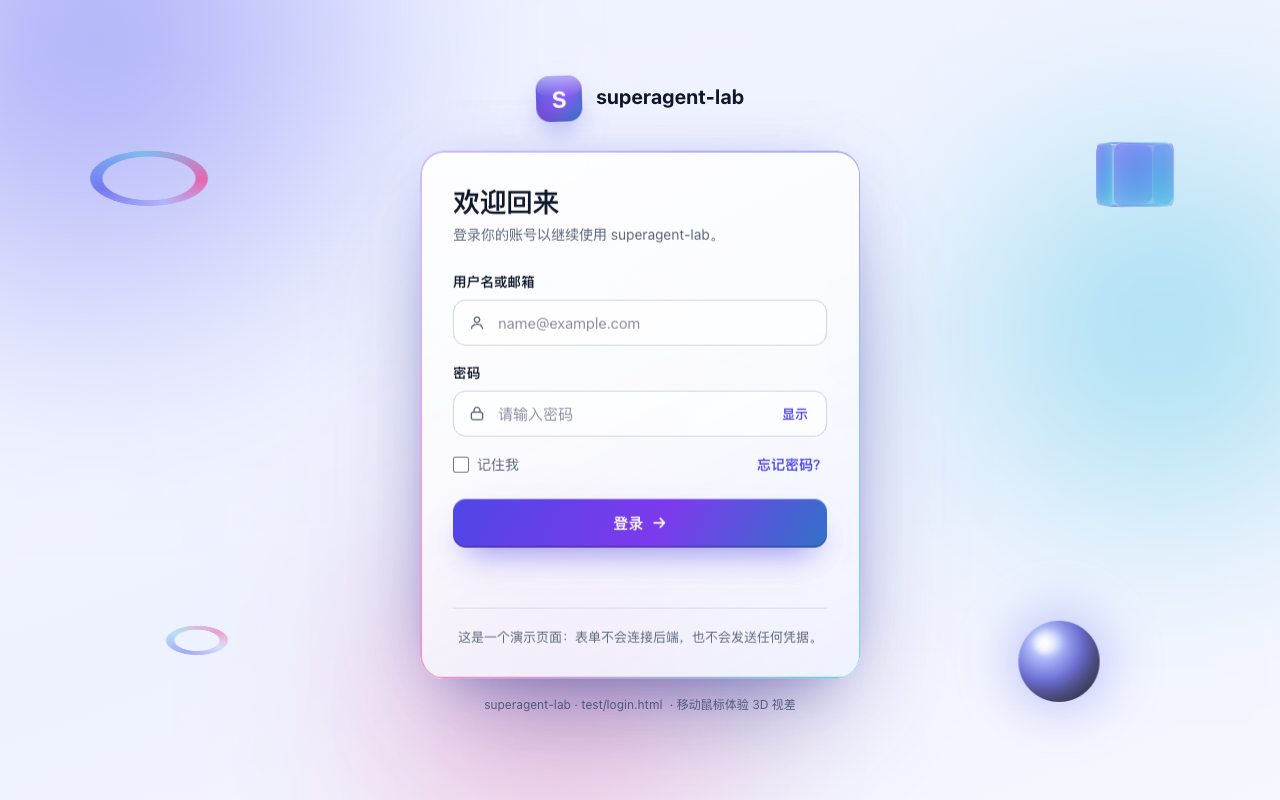 S superagent-lab
欢迎回来
登录你的账号以继续使用 superagent-lab。
用户名或邮箱
name@example.com
密码
请输入密码 显示
记住我 忘记密码?
登录 →
这是一个演示页面：表单不会连接后端，也不会发送任何凭据。
superagent-lab · test/login.html · 移动鼠标体验 3D 视差